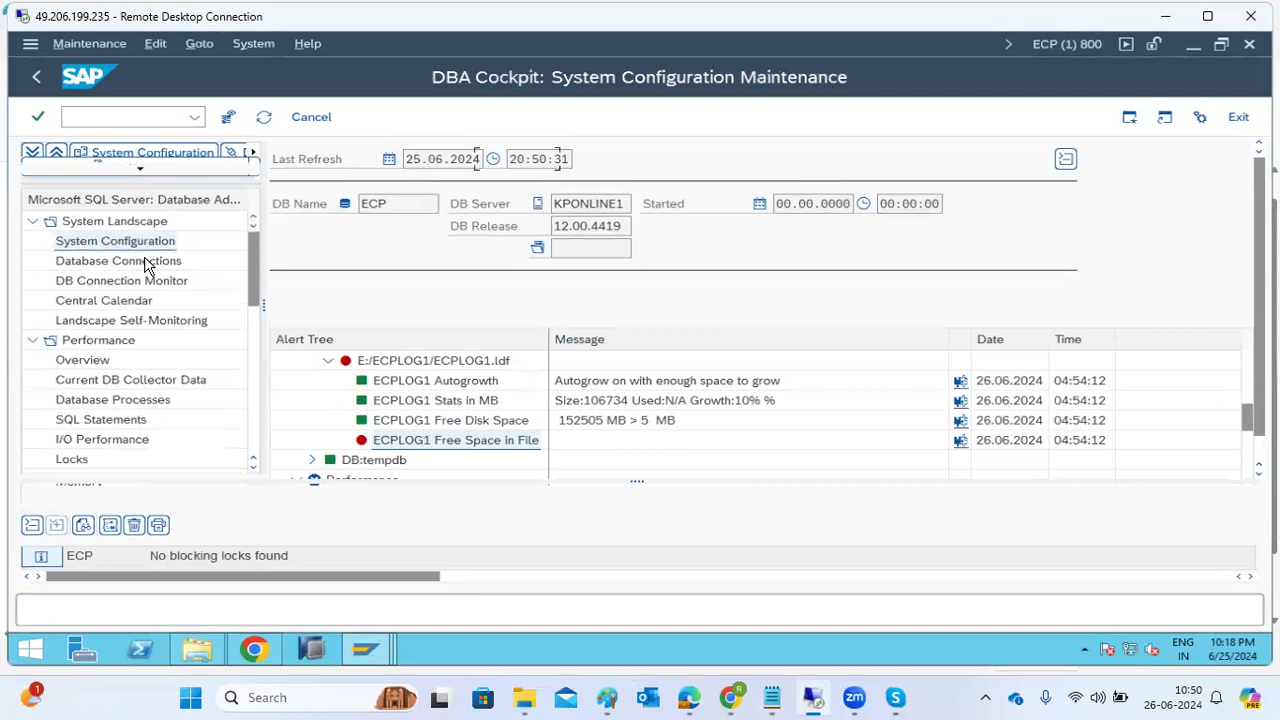 49.206.199.235 - Remote Desktop Connection
Maintenance Edit Goto System Help ECP (1) 800
SAP DBA Cockpit: System Configuration Maintenance
Cancel Exit
System Configuration
Microsoft SQL Server: Database Ad...
System Landscape
System Configuration
Database Connections
DB Connection Monitor
Central Calendar
Landscape Self-Monitoring
Performance
Overview
Current DB Collector Data
Database Processes
SQL Statements
I/O Performance
Locks
Last Refresh 25.06.2024 20:50:31
DB Name ECP DB Server KPONLINE1 Started 00.00.0000 00:00:00
DB Release 12.00.4419
Alert Tree Message Date Time
E:/ECPLOG1/ECPLOG1.ldf
ECPLOG1 Autogrowth Autogrow on with enough space to grow 26.06.2024 04:54:12
ECPLOG1 Stats in MB Size:106734 Used:N/A Growth:10% % 26.06.2024 04:54:12
ECPLOG1 Free Disk Space 152505 MB > 5 MB 26.06.2024 04:54:12
ECPLOG1 Free Space in File 26.06.2024 04:54:12
DB:tempdb
ECP No blocking locks found
ENG 10:18 PM
IN 6/25/2024
1 Search 10:50
26-06-2024